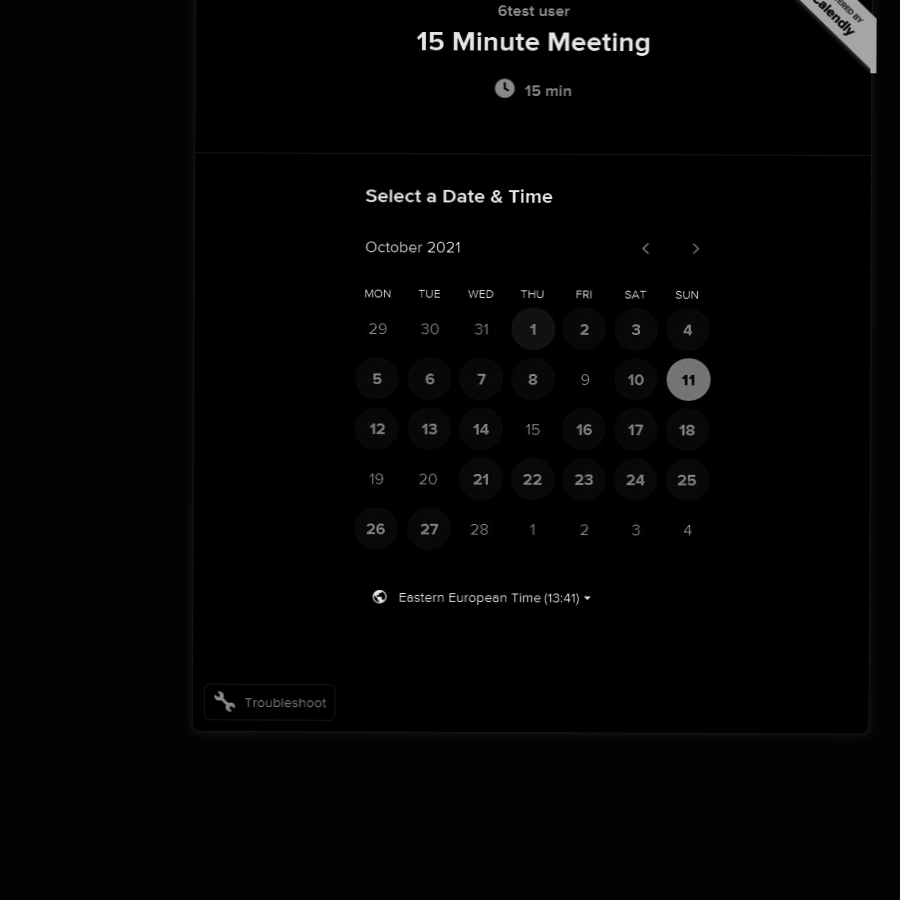 6test user
15 Minute Meeting
15 min
Calendly
Select a Date & Time
October 2021
MON TUE WED THU FRI SAT SUN
29 30 31 1 2 3 4
5 6 7 8 9 10 11
12 13 14 15 16 17 18
19 20 21 22 23 24 25
26 27 28 1 2 3 4
Eastern European Time (13:41)
Troubleshoot